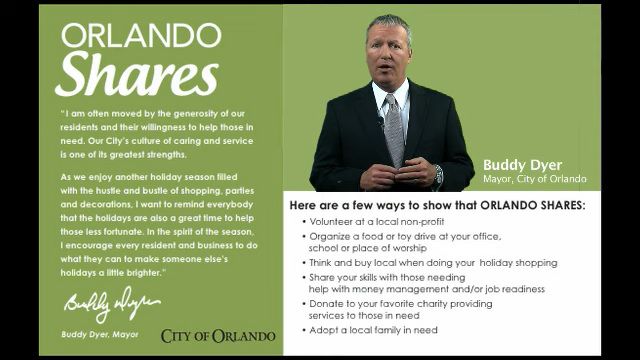 ORLANDO
Shares
"I am often moved by the generosity of our
residents and their willingness to help those in
need. Our City's culture of caring and service
is one of its greatest strengths.
As we enjoy another holiday season filled
with the hustle and bustle of shopping, parties
and decorations, I want to remind everybody
that the holidays are also a great time to help
those less fortunate. In the spirit of the season,
I encourage every resident and business to do
what they can to make someone else's
holidays a little brighter."
Buddy Dyer
Buddy Dyer, Mayor
CITY OF ORLANDO
Buddy Dyer
Mayor, City of Orlando
Here are a few ways to show that ORLANDO SHARES:
• Volunteer at a local non-profit
• Organize a food or toy drive at your office,
school or place of worship
• Think and buy local when doing your holiday shopping
• Share your skills with those needing
help with money management and/or job readiness
• Donate to your favorite charity providing
services to those in need
• Adopt a local family in need